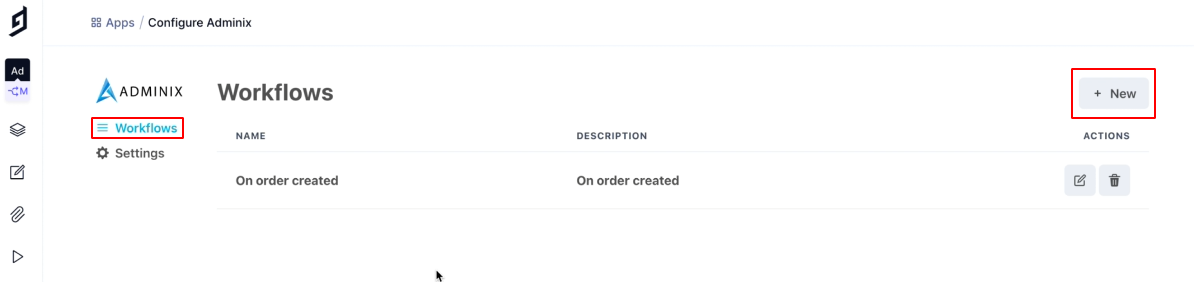 Apps / Configure Adminix
Ad
M
ADMINIX
Workflows
+ New
Workflows
Settings
NAME DESCRIPTION ACTIONS
On order created On order created